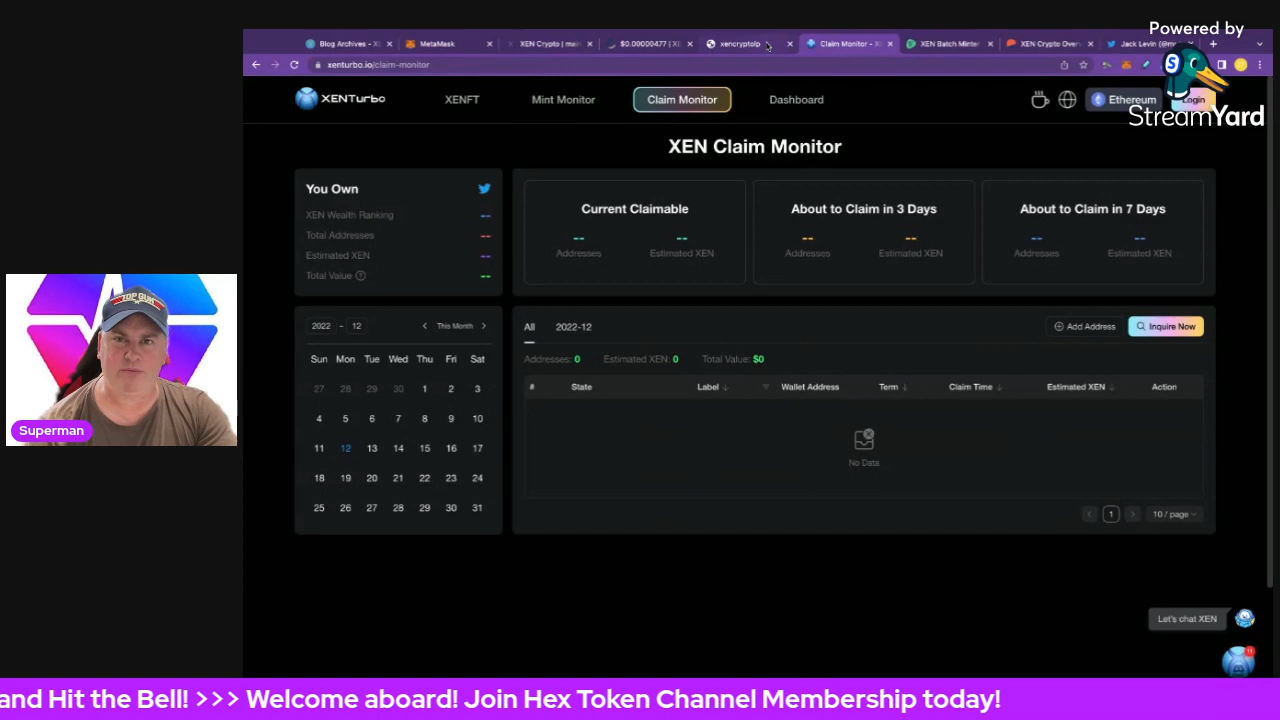 Powered by
StreamYard
Blog Archives - XE
MetaMask
XEN Crypto | mai
$0.00000477 | XE
xencryptolp
Claim Monitor - X
XEN Batch Minter
XEN Crypto Over
Jack Levin (@m
xenturbo.io/claim-monitor
XENTurbo
XENFT
Mint Monitor
Claim Monitor
Dashboard
Ethereum
Login
XEN Claim Monitor
You Own
XEN Wealth Ranking --
Total Addresses --
Estimated XEN --
Total Value --
Current Claimable
-- --
Addresses Estimated XEN
About to Claim in 3 Days
-- --
Addresses Estimated XEN
About to Claim in 7 Days
-- --
Addresses Estimated XEN
2022 - 12 < This Month >
Sun Mon Tue Wed Thu Fri Sat
27 28 29 30 1 2 3
4 5 6 7 8 9 10
11 12 13 14 15 16 17
18 19 20 21 22 23 24
25 26 27 28 29 30 31
All 2022-12
Add Address
Inquire Now
Addresses: 0 Estimated XEN: 0 Total Value: $0
# State Label Wallet Address Term Claim Time Estimated XEN Action
No Data
< 1 > 10 / page
Let's chat XEN
11
TOP GUN
Superman
and Hit the Bell! >>> Welcome aboard! Join Hex Token Channel Membership today!